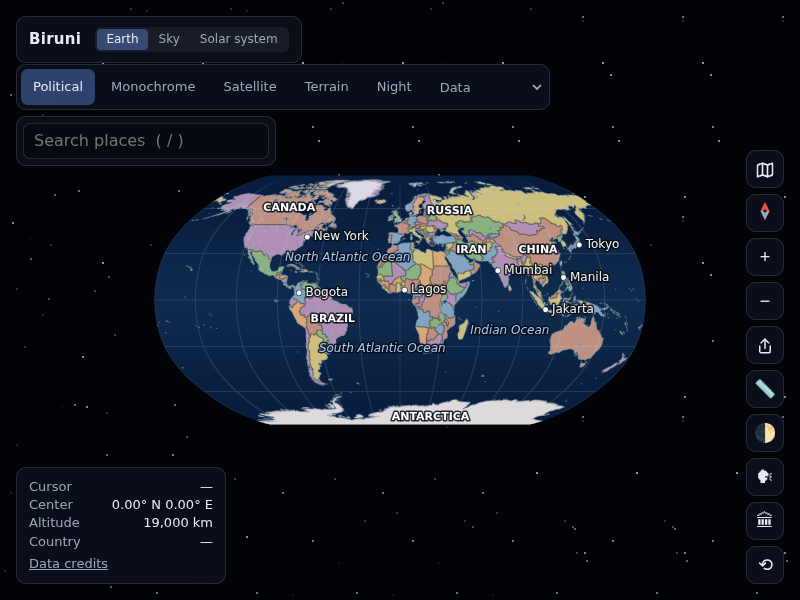 Biruni Earth Sky Solar system
Political Monochrome Satellite Terrain Night Data
Search places ( / )
CANADA
RUSSIA
New York
IRAN
CHINA
Tokyo
North Atlantic Ocean
Mumbai
Manila
Bogota
Lagos
Jakarta
BRAZIL
Indian Ocean
South Atlantic Ocean
ANTARCTICA
Cursor —
Center 0.00° N 0.00° E
Altitude 19,000 km
Country —
Data credits